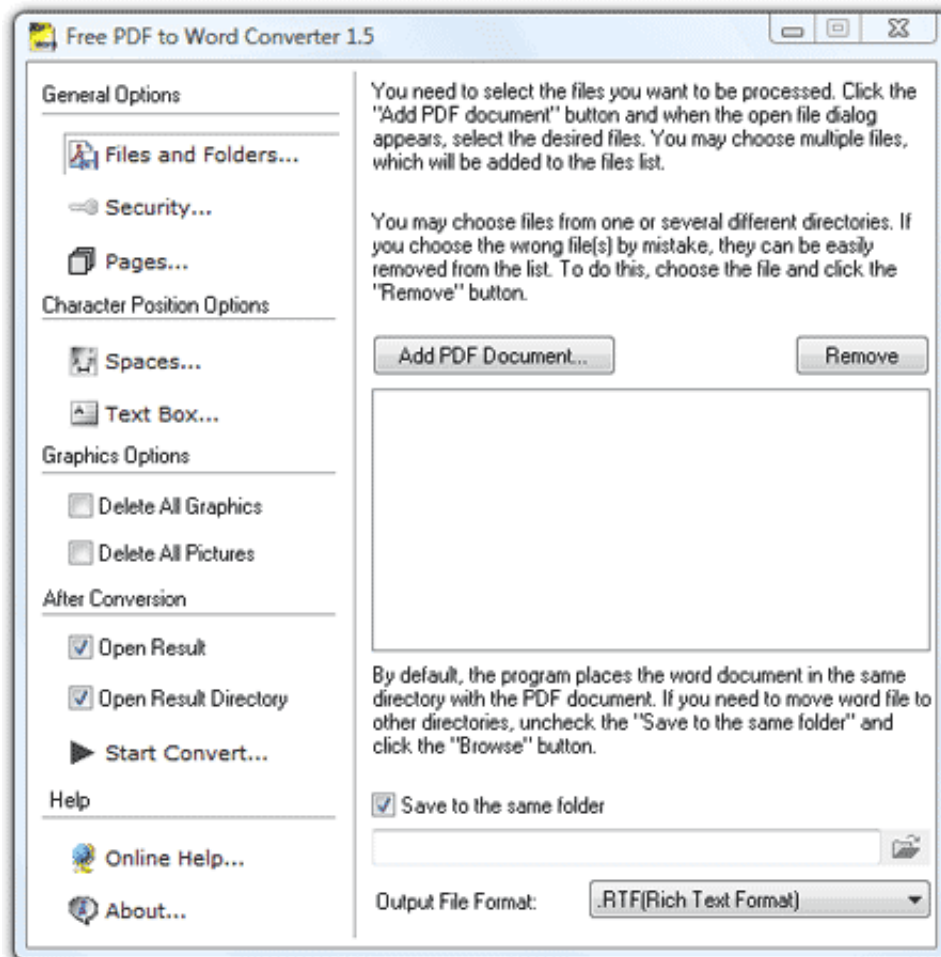 Free PDF to Word Converter 1.5
General Options
Files and Folders...
Security...
Pages...
Character Position Options
Spaces...
Text Box...
Graphics Options
Delete All Graphics
Delete All Pictures
After Conversion
Open Result
Open Result Directory
Start Convert...
Help
Online Help...
About...
You need to select the files you want to be processed. Click the
"Add PDF document" button and when the open file dialog
appears, select the desired files. You may choose multiple files,
which will be added to the files list.
You may choose files from one or several different directories. If
you choose the wrong file(s) by mistake, they can be easily
removed from the list. To do this, choose the file and click the
"Remove" button.
Add PDF Document...
Remove
By default, the program places the word document in the same
directory with the PDF document. If you need to move word file to
other directories, uncheck the "Save to the same folder" and
click the "Browse" button.
Save to the same folder
Output File Format:
.RTF(Rich Text Format)